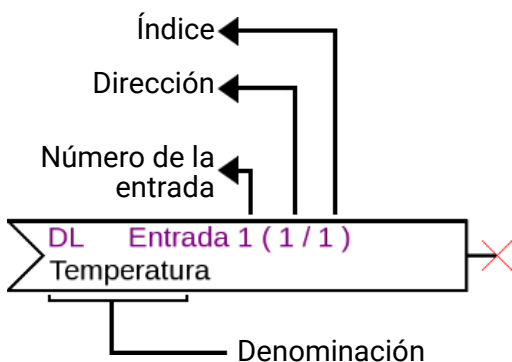 Índice
Dirección
Número de la
entrada
DL Entrada 1 ( 1 / 1 )
Temperatura
Denominación